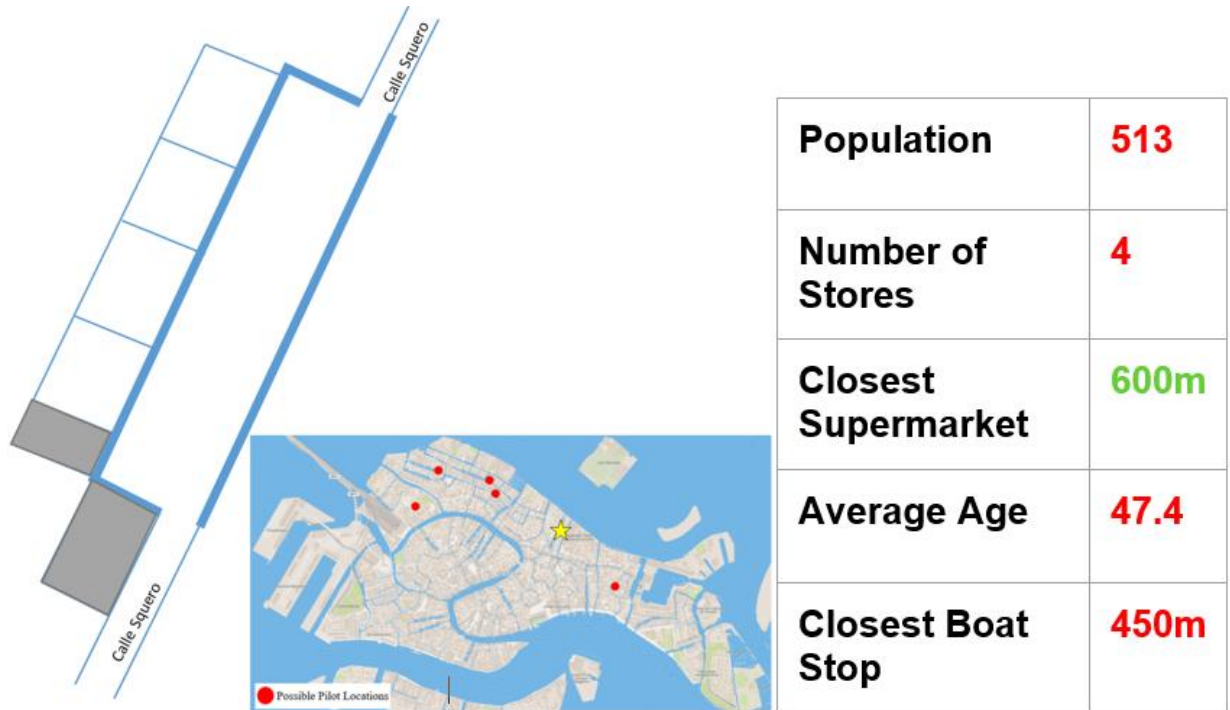 Calle Squero
Calle Squero
Possible Pilot Locations
Population 513
Number of
Stores 4
Closest
Supermarket 600m
Average Age 47.4
Closest Boat
Stop 450m